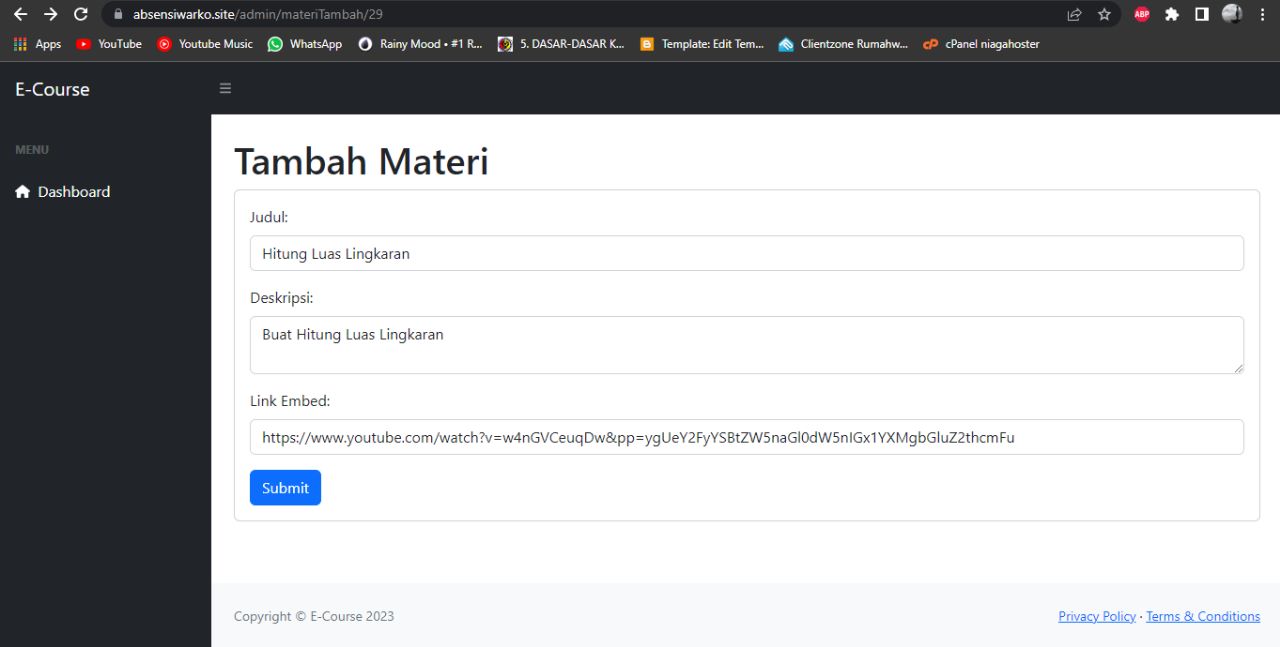 absensiwarko.site/admin/materiTambah/29
ABP
Apps YouTube Youtube Music WhatsApp Rainy Mood • #1 R... 5. DASAR-DASAR K... Template: Edit Tem... Clientzone Rumahw... cP cPanel niagahoster
E-Course
MENU
Dashboard
Tambah Materi
Judul:
Hitung Luas Lingkaran
Deskripsi:
Buat Hitung Luas Lingkaran
Link Embed:
https://www.youtube.com/watch?v=w4nGVCeuqDw&pp=ygUeY2FyYSBtZW5naGl0dW5nIGx1YXMgbGluZ2thcmFu
Submit
Copyright © E-Course 2023
Privacy Policy · Terms & Conditions